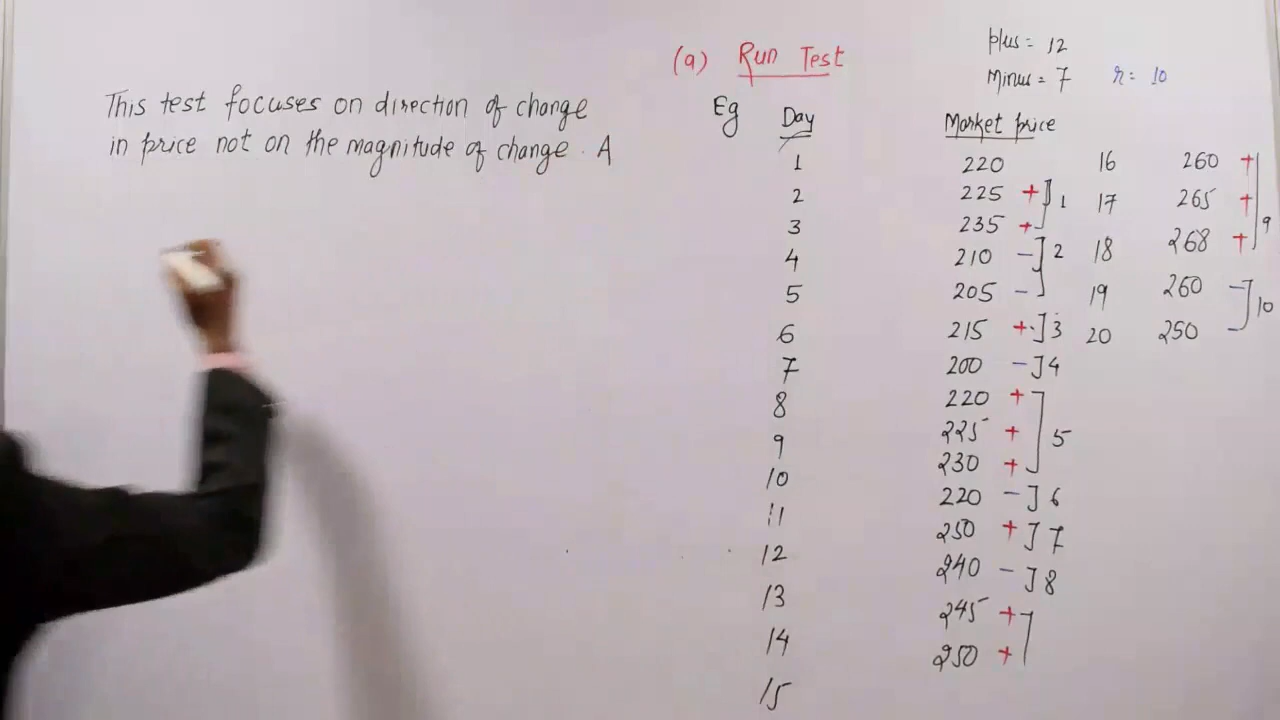 This test focuses on direction of change
in price not on the magnitude of change. A
(a) Run Test
plus = 12
Minus = 7 r = 10
Eg Day Market price
1 220 16 260 +
2 225 + 1 17 265 +
3 235 + 18 268 + 9
4 210 - 2 19 260 -
5 205 - 20 250 - 10
6 215 + 3
7 200 - 4
8 220 +
9 225 + 5
10 230 +
11 220 - 6
12 250 + 7
13 240 - 8
14 245 +
15 250 +